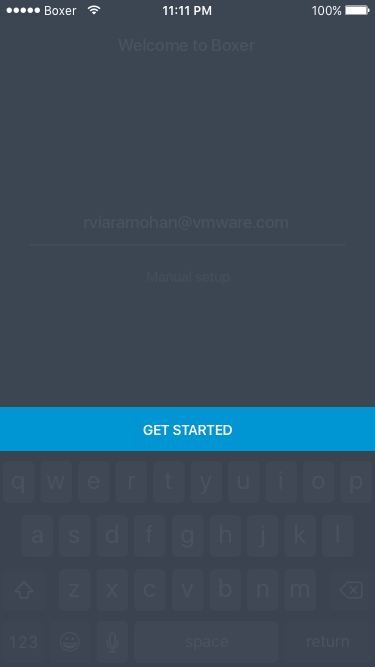 Boxer 11:11 PM 100%
Welcome to Boxer
rviaramohan@vmware.com
Manual setup
GET STARTED
q w e r t y u i o p
a s d f g h j k l
z x c v b n m
123 space return